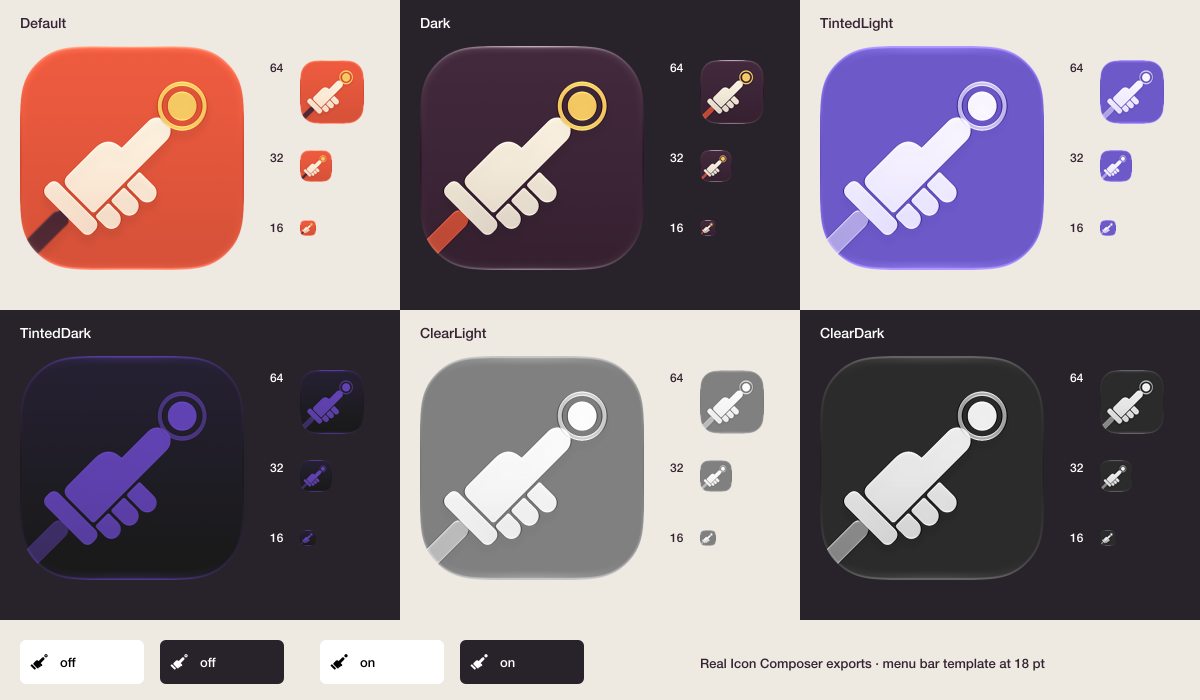 Default
64
32
16
Dark
64
32
16
TintedLight
64
32
16
TintedDark
64
32
16
ClearLight
64
32
16
ClearDark
64
32
16
off
off
on
on
Real Icon Composer exports · menu bar template at 18 pt